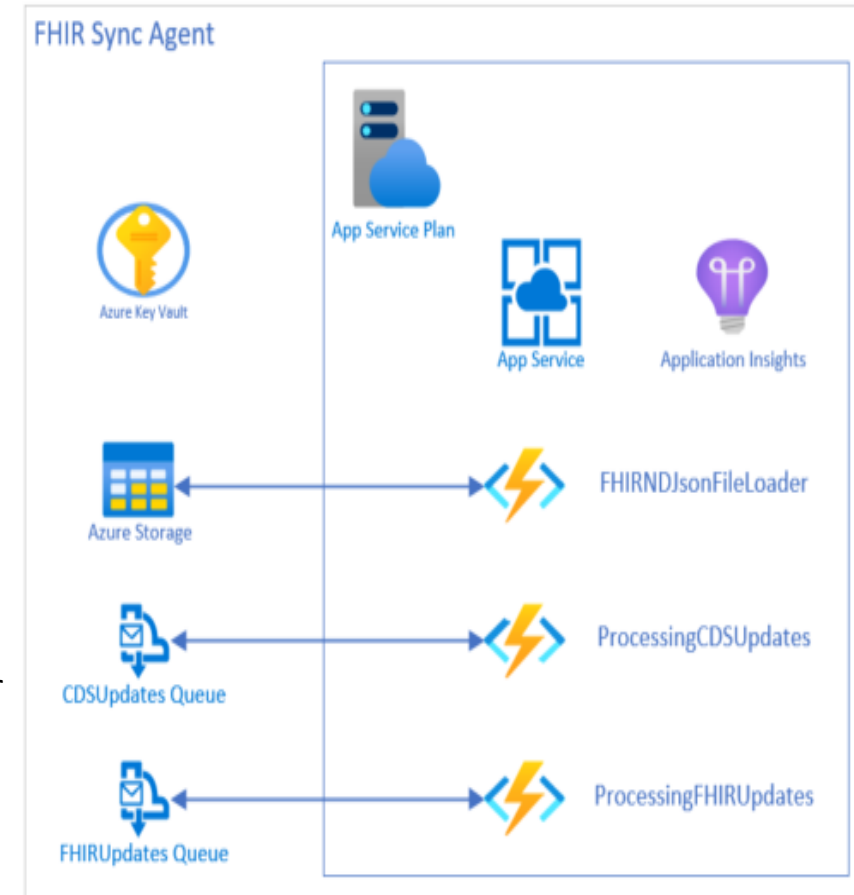 FHIR Sync Agent
App Service Plan
Azure Key Vault
App Service
Application Insights
Azure Storage
FHIRNDJsonFileLoader
CDSUpdates Queue
ProcessingCDSUpdates
FHIRUpdates Queue
ProcessingFHIRUpdates